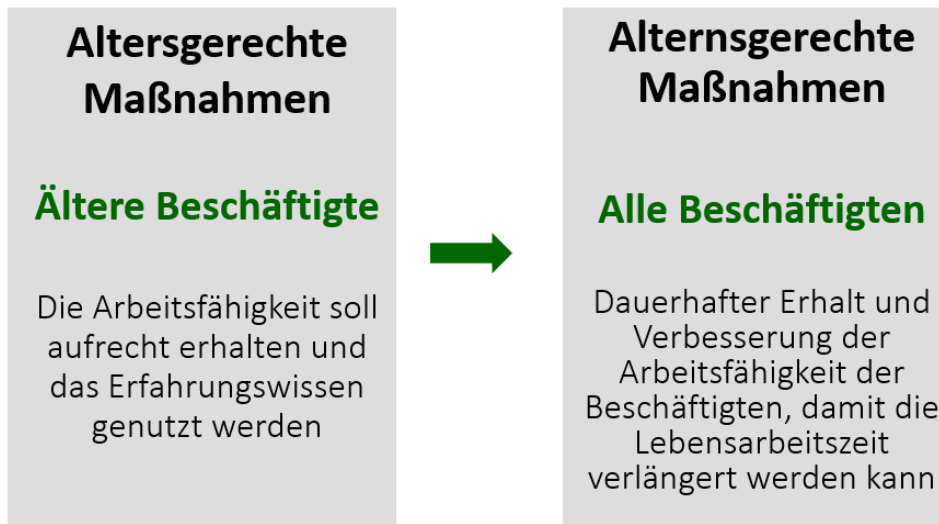 Altersgerechte
Maßnahmen
Ältere Beschäftigte
Die Arbeitsfähigkeit soll
aufrecht erhalten und
das Erfahrungswissen
genutzt werden
Alternsgerechte
Maßnahmen
Alle Beschäftigten
Dauerhafter Erhalt und
Verbesserung der
Arbeitsfähigkeit der
Beschäftigten, damit die
Lebensarbeitszeit
verlängert werden kann